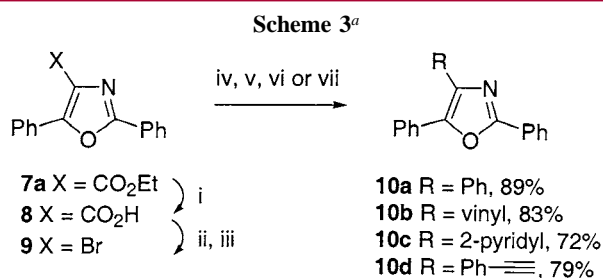 Scheme 3a
X
N
Ph
O
Ph
iv, v, vi or vii
R
N
Ph
O
Ph
7a X = CO2Et
i
8 X = CO2H
ii, iii
9 X = Br
10a R = Ph, 89%
10b R = vinyl, 83%
10c R = 2-pyridyl, 72%
10d R = Ph, 79%